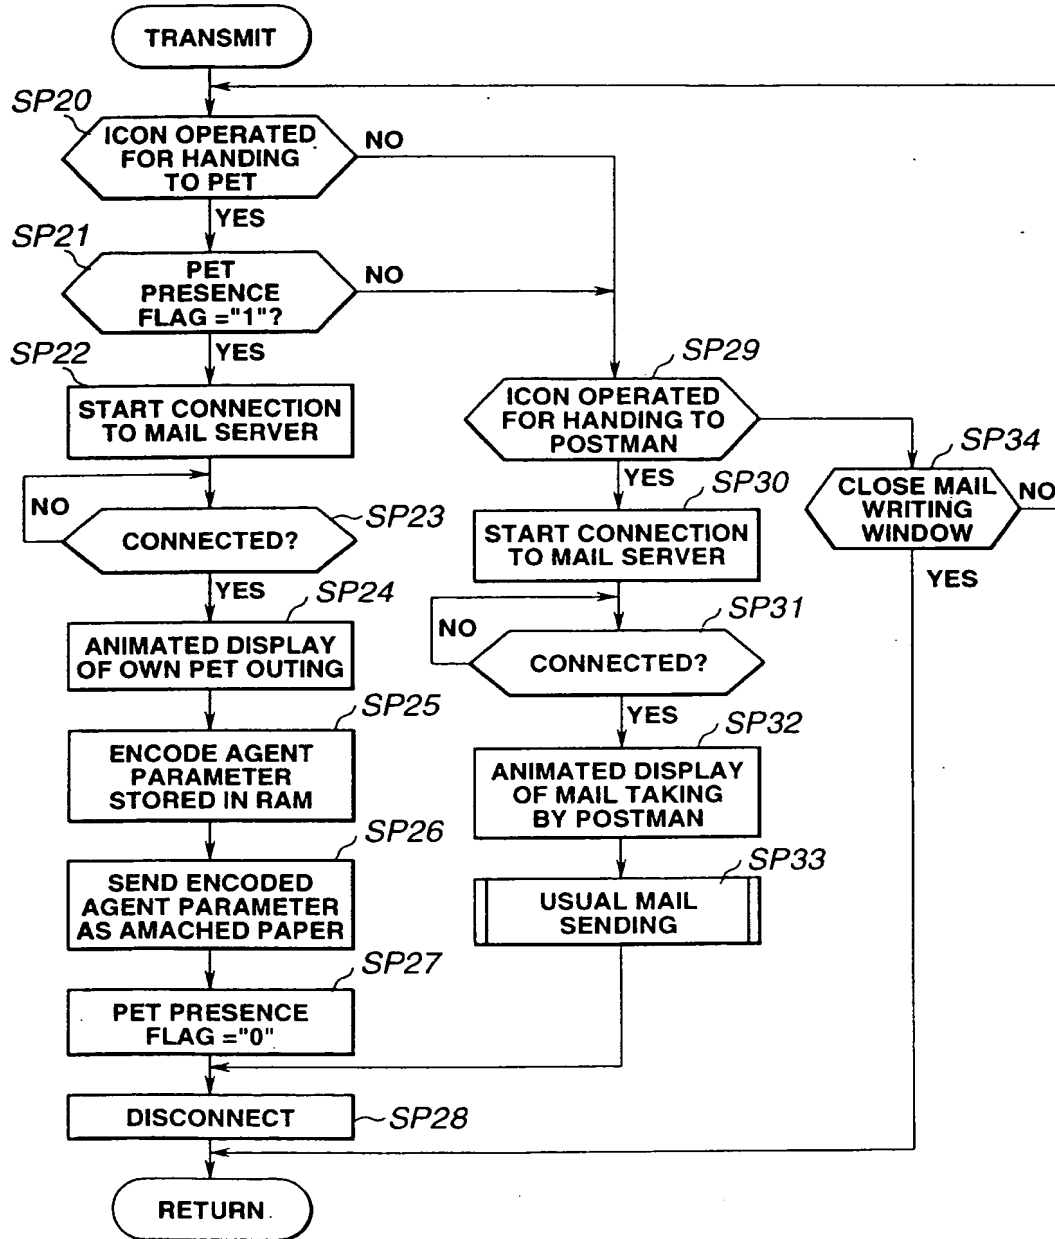 TRANSMIT
SP20
ICON OPERATED
FOR HANDING
TO PET
NO
YES
SP21
PET
PRESENCE
FLAG ="1"?
NO
YES
SP22
START CONNECTION
TO MAIL SERVER
NO
CONNECTED?
SP23
YES
SP24
ANIMATED DISPLAY
OF OWN PET OUTING
SP25
ENCODE AGENT
PARAMETER
STORED IN RAM
SP26
SEND ENCODED
AGENT PARAMETER
AS AMACHED PAPER
SP27
PET PRESENCE
FLAG ="0"
DISCONNECT
SP28
RETURN
SP29
ICON OPERATED
FOR HANDING TO
POSTMAN
YES
SP30
START CONNECTION
TO MAIL SERVER
SP31
NO
CONNECTED?
YES
SP32
ANIMATED DISPLAY
OF MAIL TAKING
BY POSTMAN
SP33
USUAL MAIL
SENDING
SP34
CLOSE MAIL
WRITING
WINDOW
NO
YES